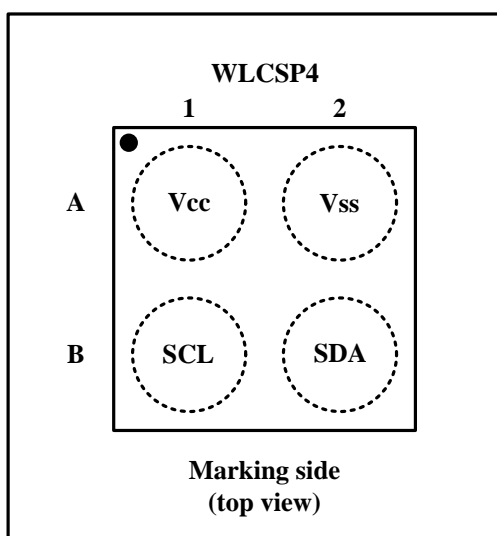 WLCSP4
1 2
A Vcc Vss
B SCL SDA
Marking side
(top view)